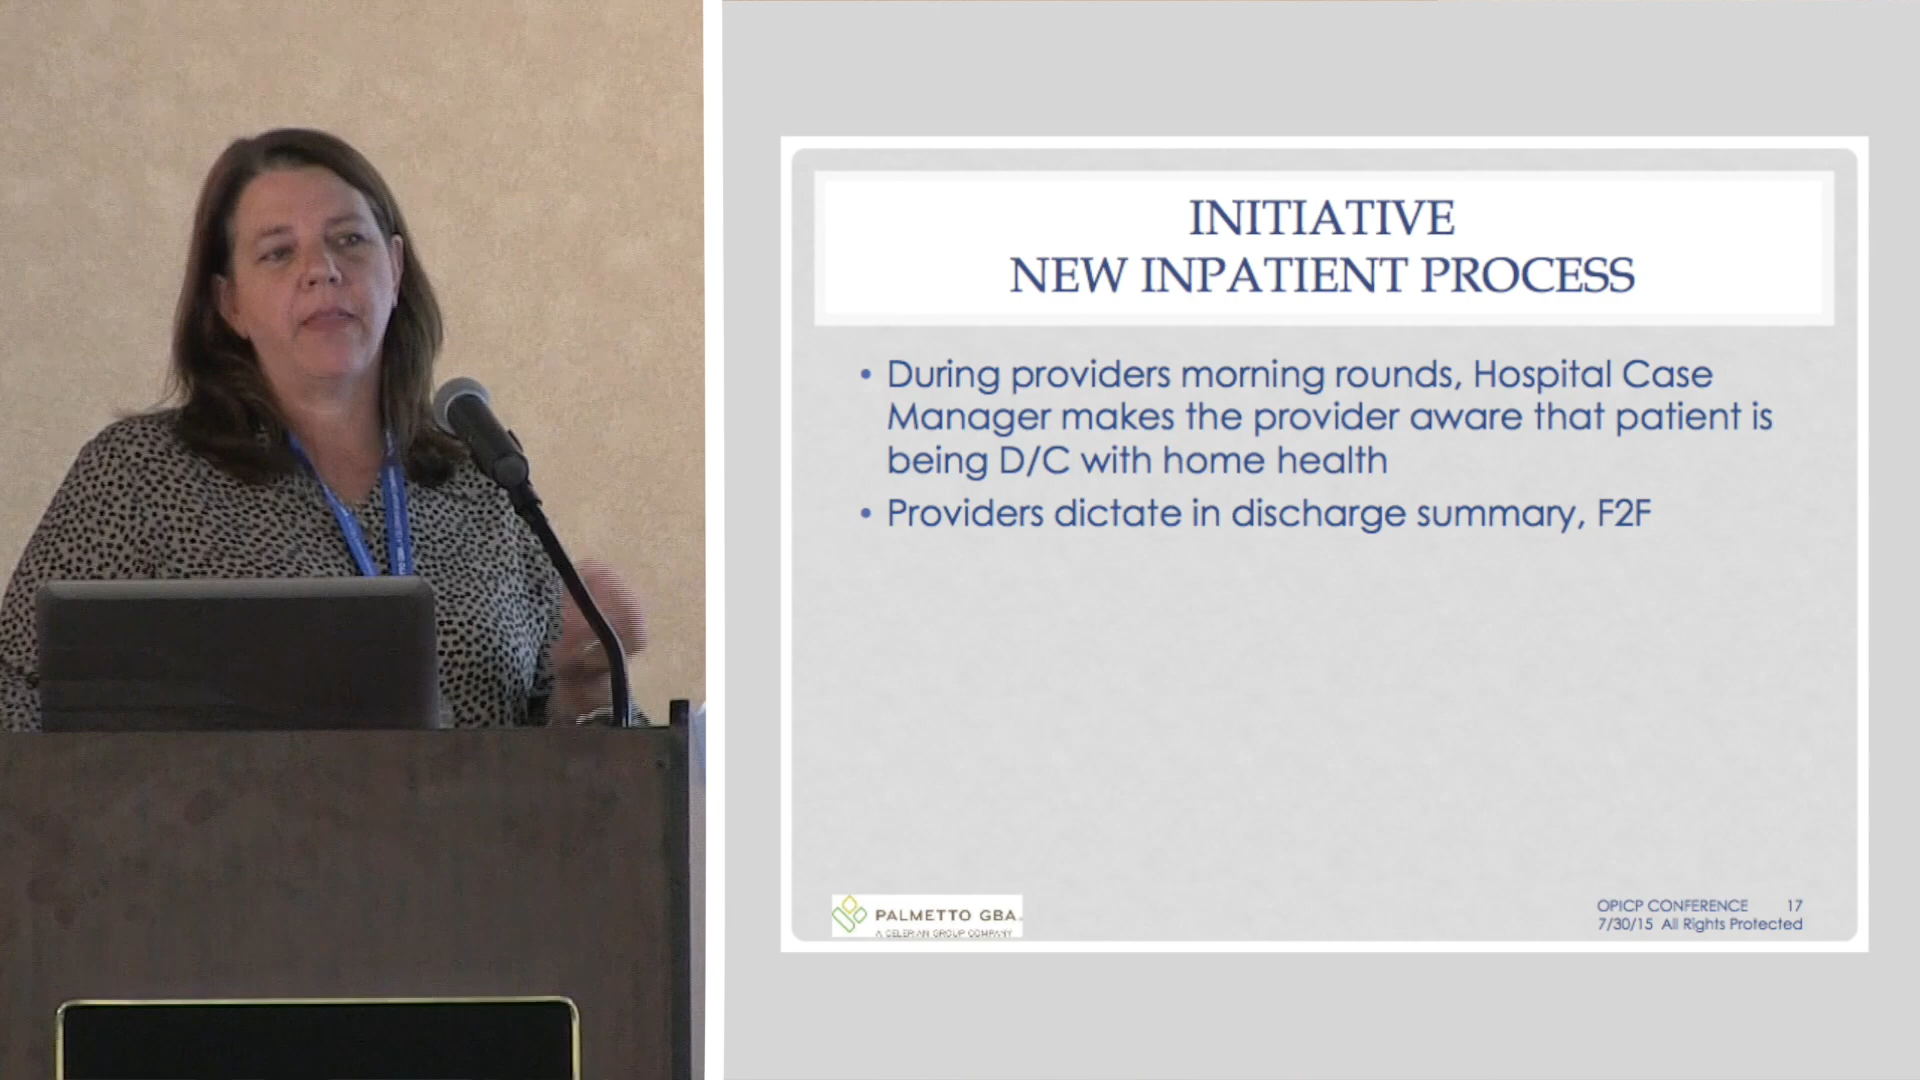 INITIATIVE
NEW INPATIENT PROCESS
• During providers morning rounds, Hospital Case
Manager makes the provider aware that patient is
being D/C with home health
• Providers dictate in discharge summary, F2F
PALMETTO GBA
A CELERIAN GROUP COMPANY
OPICP CONFERENCE 17
7/30/15 All Rights Protected